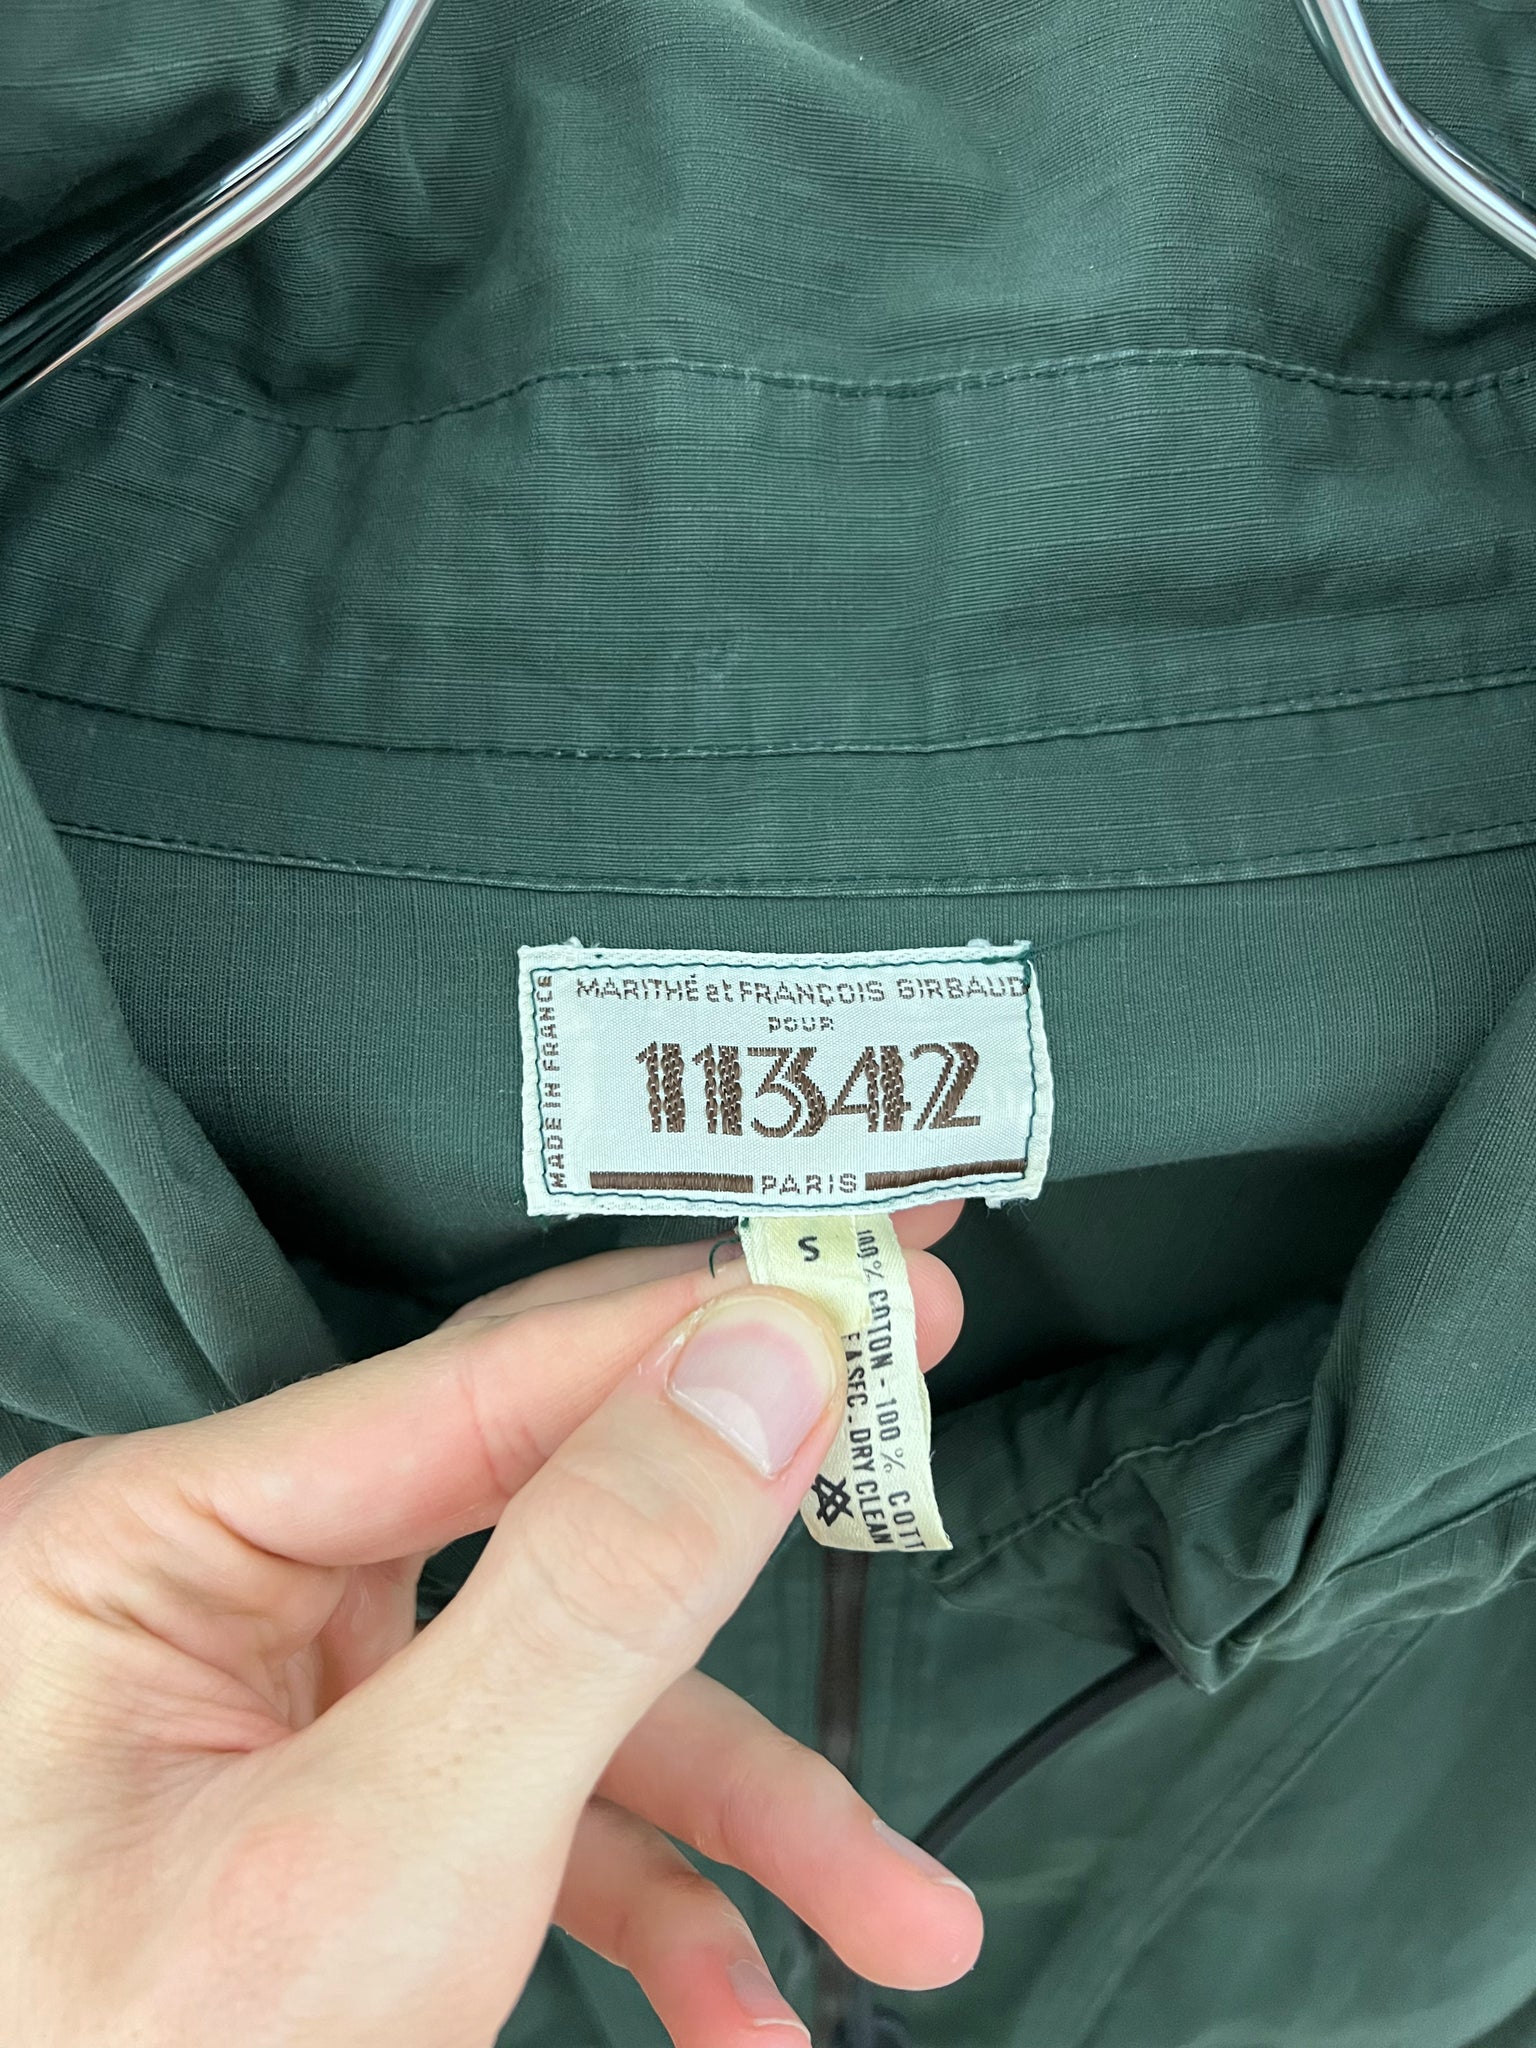 MARITHÉ et FRANÇOIS GIRBAUD
POUR
11342
PARIS
MADE IN FRANCE
S
100% COTON - 100% COTT
A SEC - DRY CLEAN